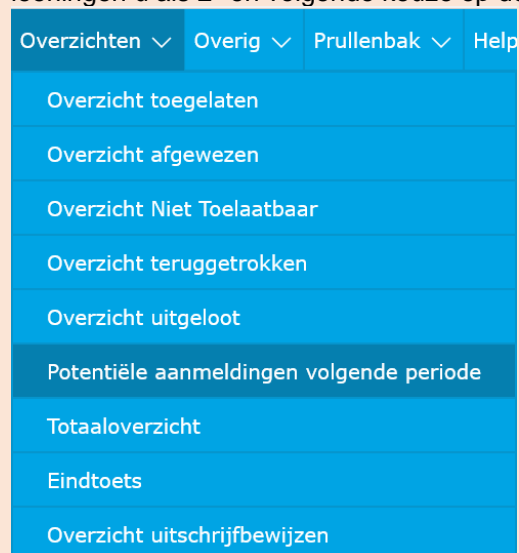 Overzichten Overig Prullenbak Help
Overzicht toegelaten
Overzicht afgewezen
Overzicht Niet Toelaatbaar
Overzicht teruggetrokken
Overzicht uitgeloot
Potentiële aanmeldingen volgende periode
Totaaloverzicht
Eindtoets
Overzicht uitschrijfbewijzen